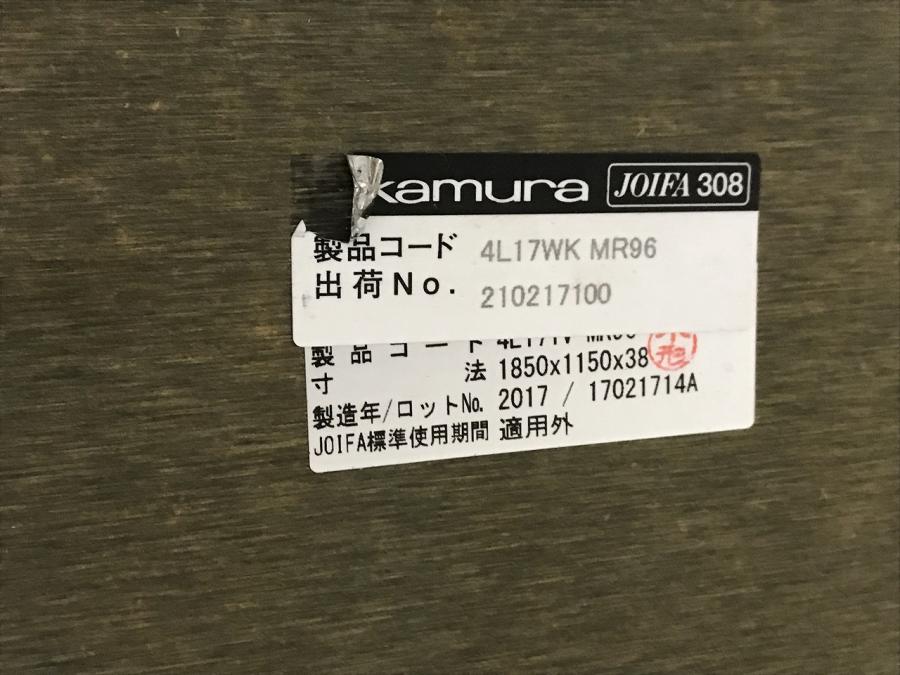 kamura JOIFA 308
製品コード 4L17WK MR96
出荷No. 210217100
製品コード
寸法 1850x1150x38
製造年/ロットNo. 2017 / 17021714A
JOIFA標準使用期間 適用外